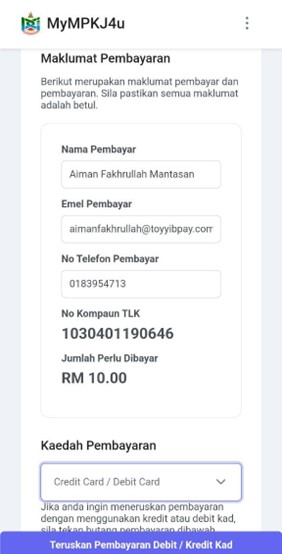 MyMPKJ4u
Maklumat Pembayaran
Berikut merupakan maklumat pembayar dan
pembayaran. Sila pastikan semua maklumat
adalah betul.
Nama Pembayar
Aiman Fakhrullah Mantasan
Emel Pembayar
aimanfakhrullah@toyyibpay.com
No Telefon Pembayar
0183954713
No Kompaun TLK
1030401190646
Jumlah Perlu Dibayar
RM 10.00
Kaedah Pembayaran
Credit Card / Debit Card
Jika anda ingin meneruskan pembayaran
dengan menggunakan kredit atau debit kad,
sila tekan butang pembayaran dibawah
Teruskan Pembayaran Debit / Kredit Kad